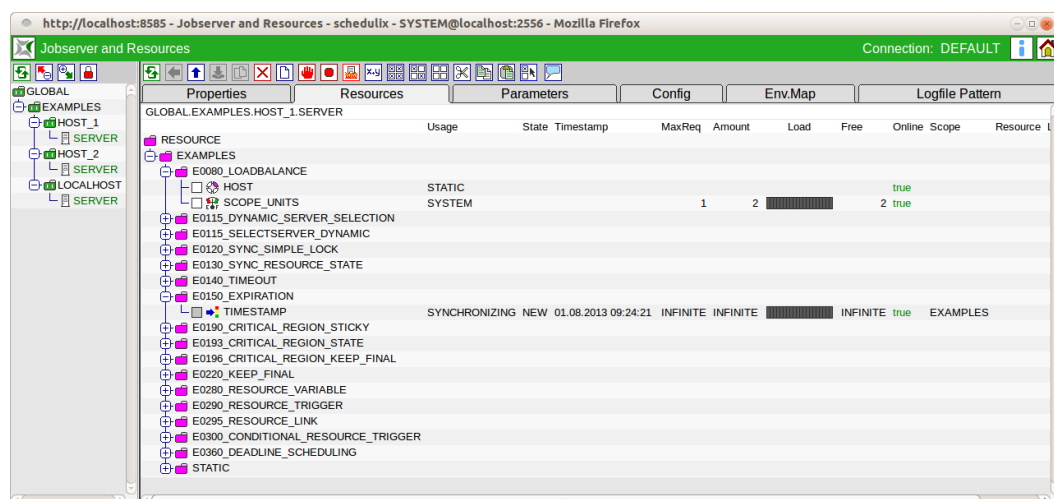 http://localhost:8585 - Jobserver and Resources - schedulix - SYSTEM@localhost:2556 - Mozilla Firefox
Jobserver and Resources Connection: DEFAULT
GLOBAL
EXAMPLES
HOST_1
SERVER
HOST_2
SERVER
LOCALHOST
SERVER
Properties Resources Parameters Config Env.Map Logfile Pattern
GLOBAL.EXAMPLES.HOST_1.SERVER
Usage State Timestamp MaxReq Amount Load Free Online Scope Resource L
RESOURCE
EXAMPLES
E0080_LOADBALANCE
HOST STATIC true
SCOPE_UNITS SYSTEM 1 2 2 true
E0115_DYNAMIC_SERVER_SELECTION
E0115_SELECTSERVER_DYNAMIC
E0120_SYNC_SIMPLE_LOCK
E0130_SYNC_RESOURCE_STATE
E0140_TIMEOUT
E0150_EXPIRATION
TIMESTAMP SYNCHRONIZING NEW 01.08.2013 09:24:21 INFINITE INFINITE INFINITE true EXAMPLES
E0190_CRITICAL_REGION_STICKY
E0193_CRITICAL_REGION_STATE
E0196_CRITICAL_REGION_KEEP_FINAL
E0220_KEEP_FINAL
E0280_RESOURCE_VARIABLE
E0290_RESOURCE_TRIGGER
E0295_RESOURCE_LINK
E0300_CONDITIONAL_RESOURCE_TRIGGER
E0360_DEADLINE_SCHEDULING
STATIC